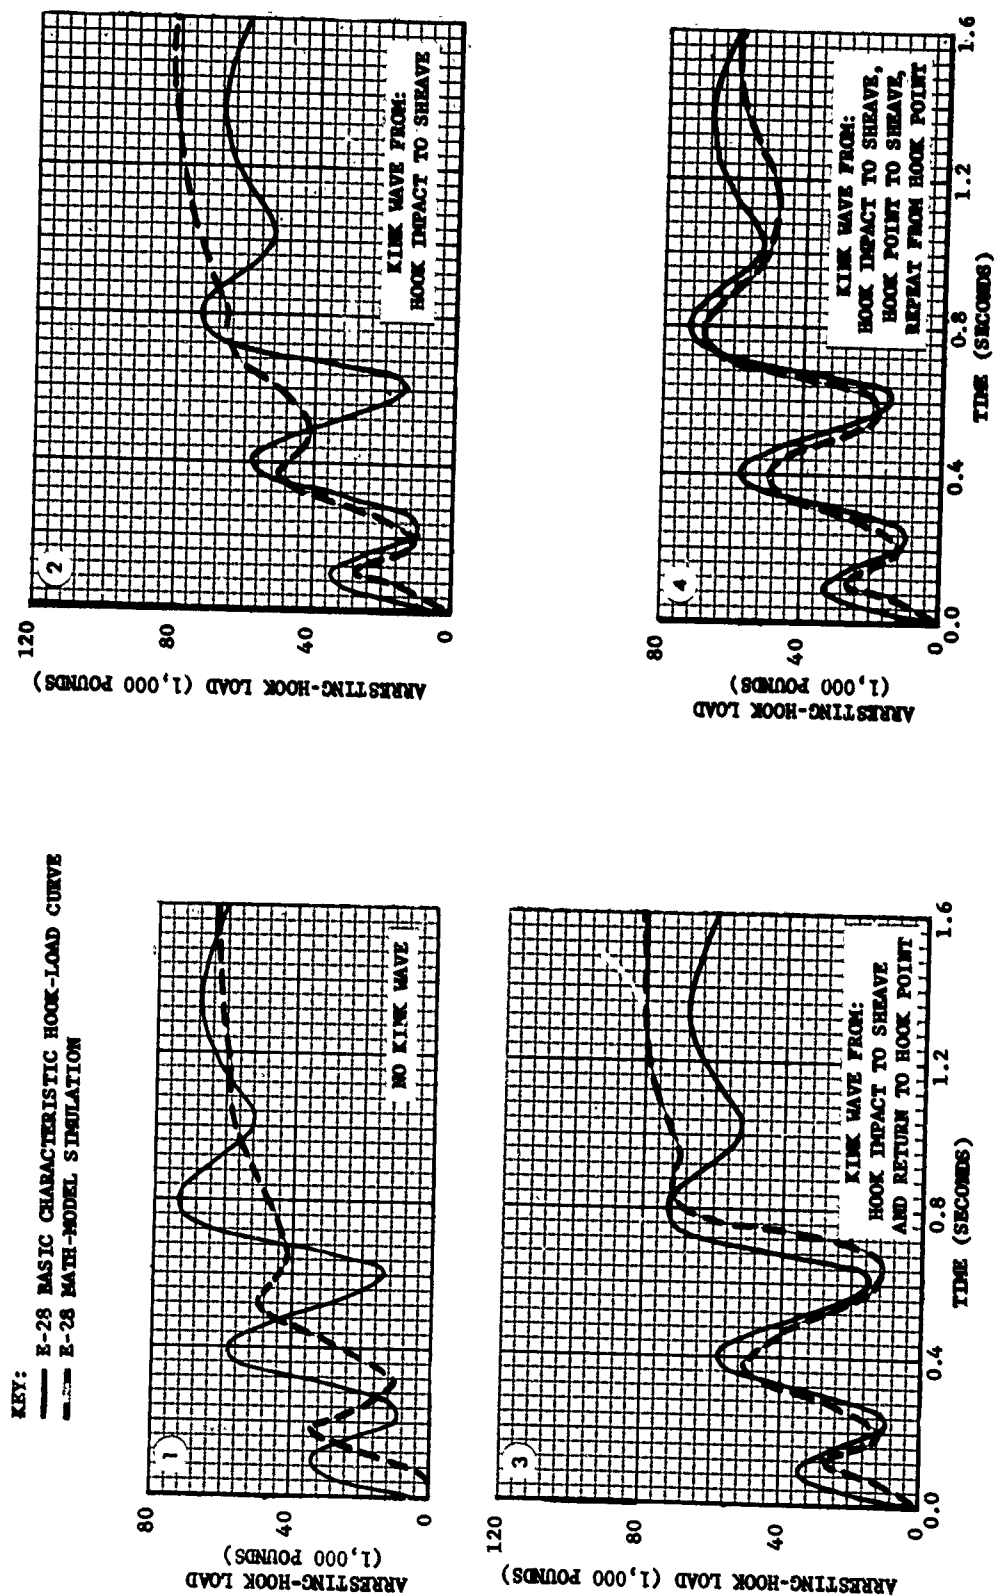 KEY:
E-28 BASIC CHARACTERISTIC HOOK-LOAD CURVE
E-28 MATH-MODEL SIMULATION
1
ARRESTING-HOOK LOAD
(1,000 POUNDS)
80
40
0
NO KINK WAVE
2
ARRESTING-HOOK LOAD (1,000 POUNDS)
120
80
40
0
KINK WAVE FROM:
HOOK IMPACT TO SHEAVE
3
ARRESTING-HOOK LOAD
(1,000 POUNDS)
120
80
40
0
KINK WAVE FROM:
HOOK IMPACT TO SHEAVE
AND RETURN TO HOOK POINT
0.0
0.4
0.8
1.2
1.6
TIME (SECONDS)
4
ARRESTING-HOOK LOAD
(1,000 POUNDS)
80
40
0
KINK WAVE FROM:
HOOK IMPACT TO SHEAVE,
HOOK POINT TO SHEAVE,
REPEAT FROM HOOK POINT
0.0
0.4
0.8
1.2
1.6
TIME (SECONDS)